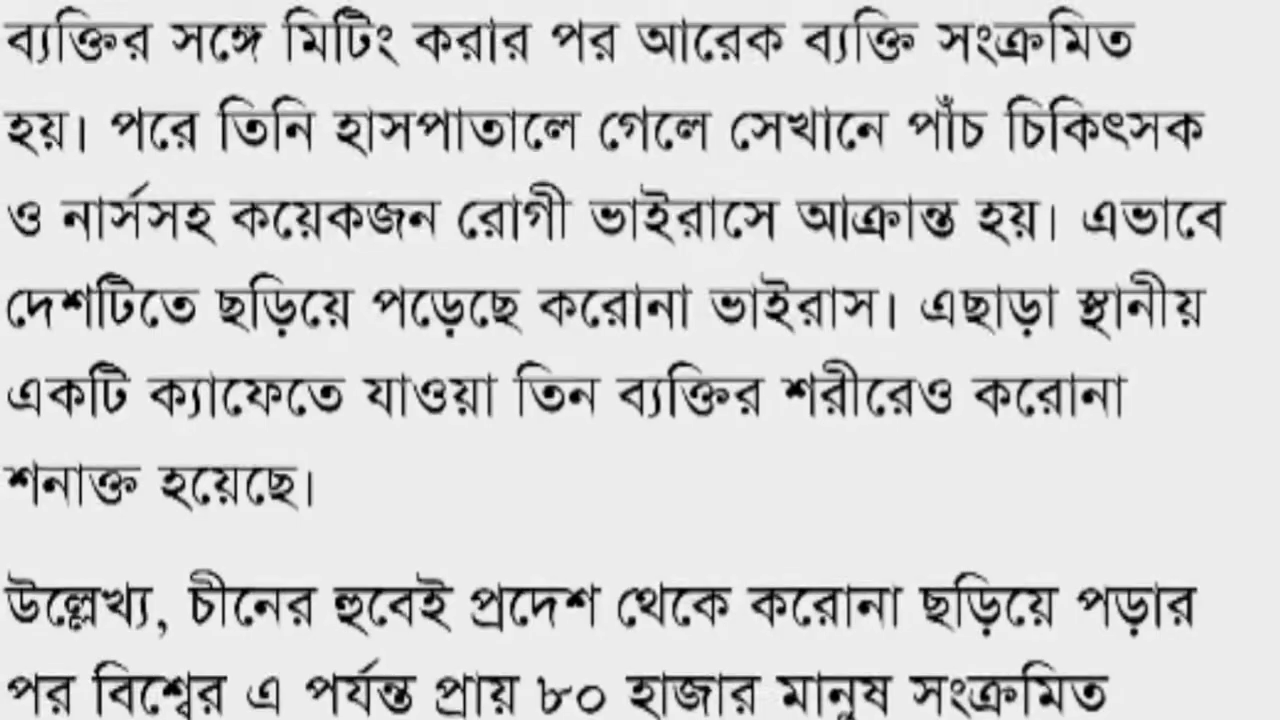 ব্যক্তির সঙ্গে মিটিং করার পর আরেক ব্যক্তি সংক্রমিত
হয়। পরে তিনি হাসপাতালে গেলে সেখানে পাঁচ চিকিৎসক
ও নার্সসহ কয়েকজন রোগী ভাইরাসে আক্রান্ত হয়। এভাবে
দেশটিতে ছড়িয়ে পড়েছে করোনা ভাইরাস। এছাড়া স্থানীয়
একটি ক্যাফেতে যাওয়া তিন ব্যক্তির শরীরেও করোনা
শনাক্ত হয়েছে।
উল্লেখ্য, চীনের হুবেই প্রদেশ থেকে করোনা ছড়িয়ে পড়ার
পর বিশ্বের এ পর্যন্ত প্রায় ৮০ হাজার মানুষ সংক্রমিত